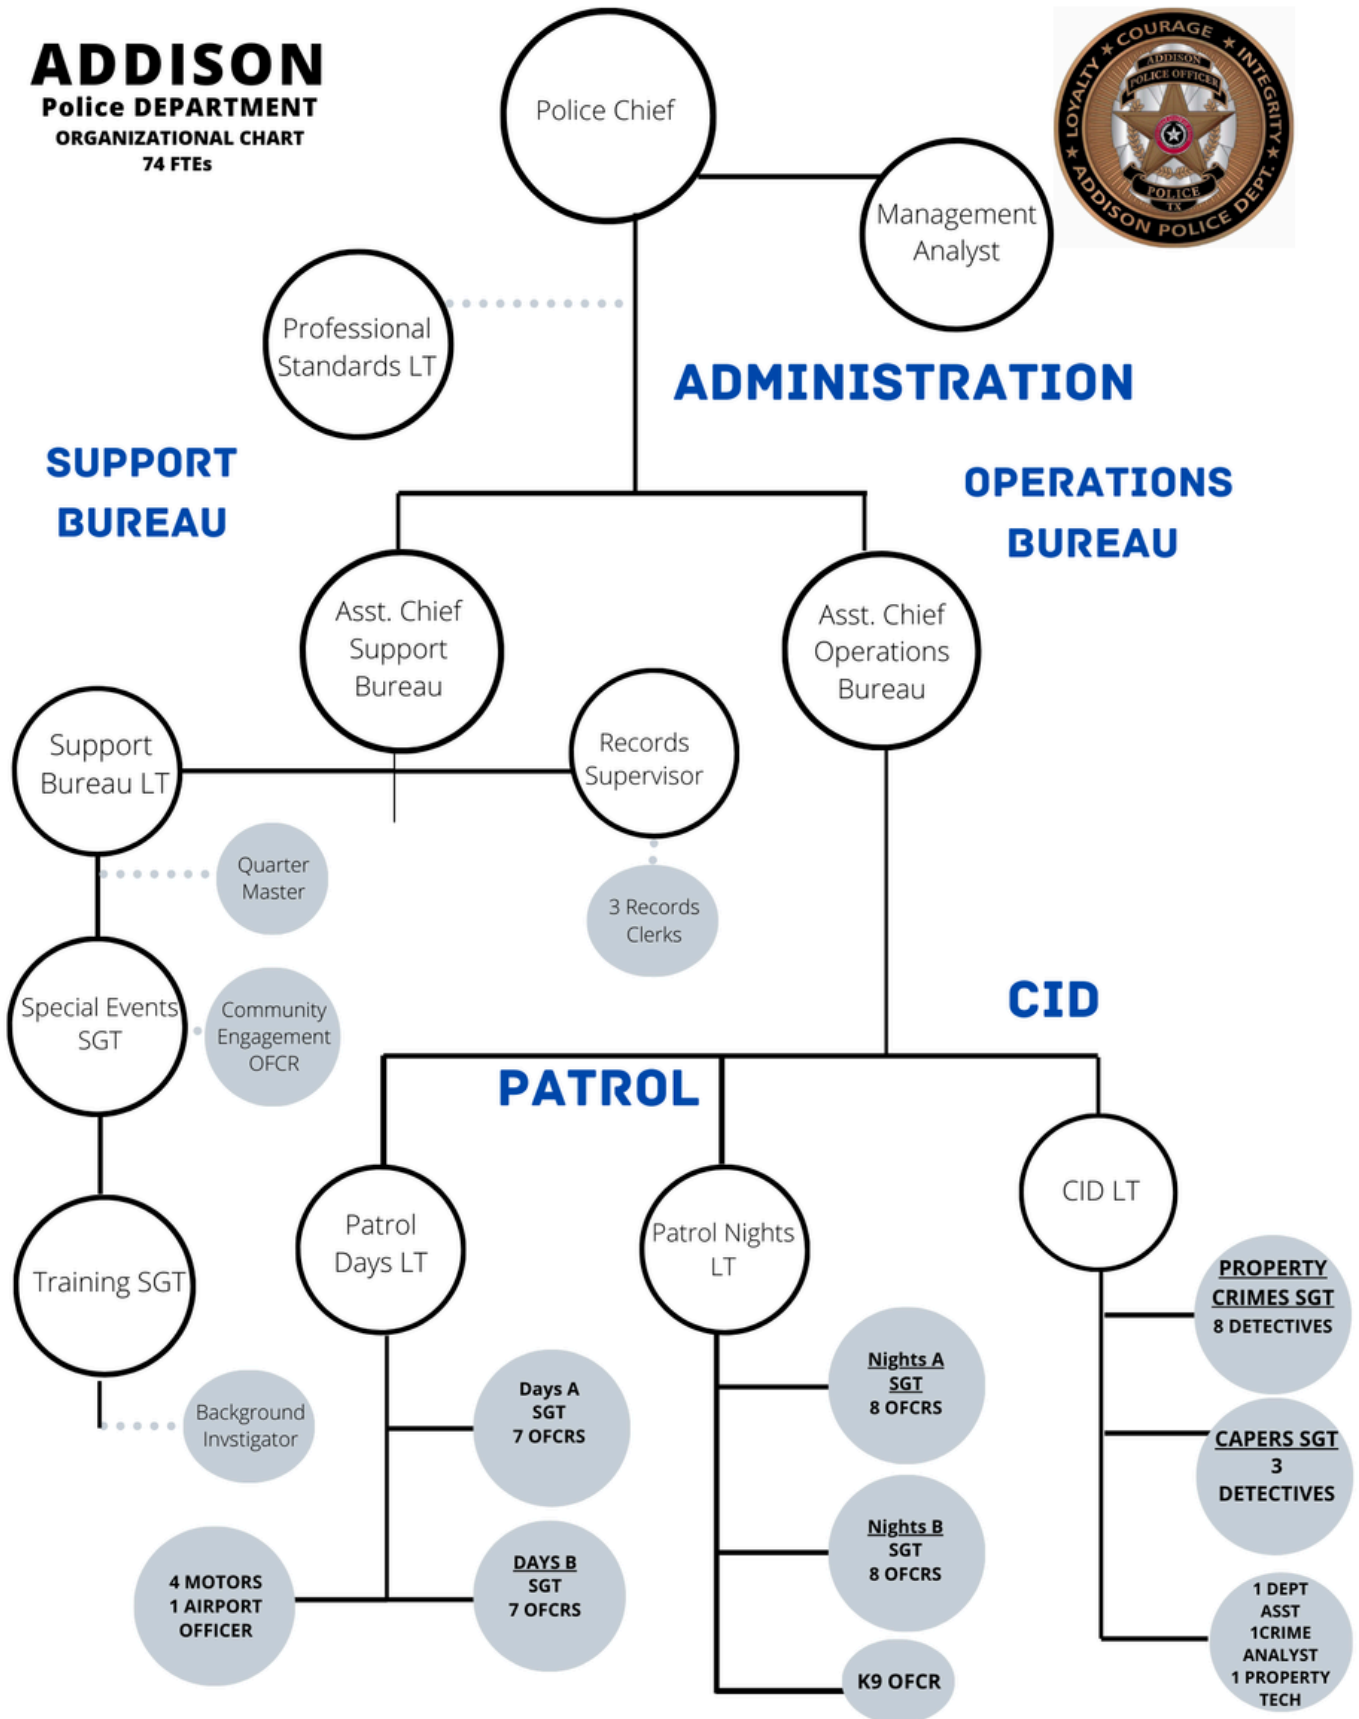 ADDISON
Police DEPARTMENT
ORGANIZATIONAL CHART
74 FTEs
Police Chief
LOYALTY ★ COURAGE ★ INTEGRITY
ADDISON
POLICE OFFICER
POLICE
TX
ADDISON POLICE DEPT.
Management
Analyst
Professional
Standards LT
ADMINISTRATION
SUPPORT
BUREAU
OPERATIONS
BUREAU
Asst. Chief
Support
Bureau
Asst. Chief
Operations
Bureau
Support
Bureau LT
Records
Supervisor
Quarter
Master
3 Records
Clerks
Special Events
SGT
Community
Engagement
OFCR
CID
PATROL
Training SGT
Patrol
Days LT
Patrol Nights
LT
CID LT
Background
Invstigator
Days A
SGT
7 OFCRS
DAYS B
SGT
7 OFCRS
4 MOTORS
1 AIRPORT
OFFICER
Nights A
SGT
8 OFCRS
Nights B
SGT
8 OFCRS
K9 OFCR
PROPERTY
CRIMES SGT
8 DETECTIVES
CAPERS SGT
3
DETECTIVES
1 DEPT
ASST
1CRIME
ANALYST
1 PROPERTY
TECH